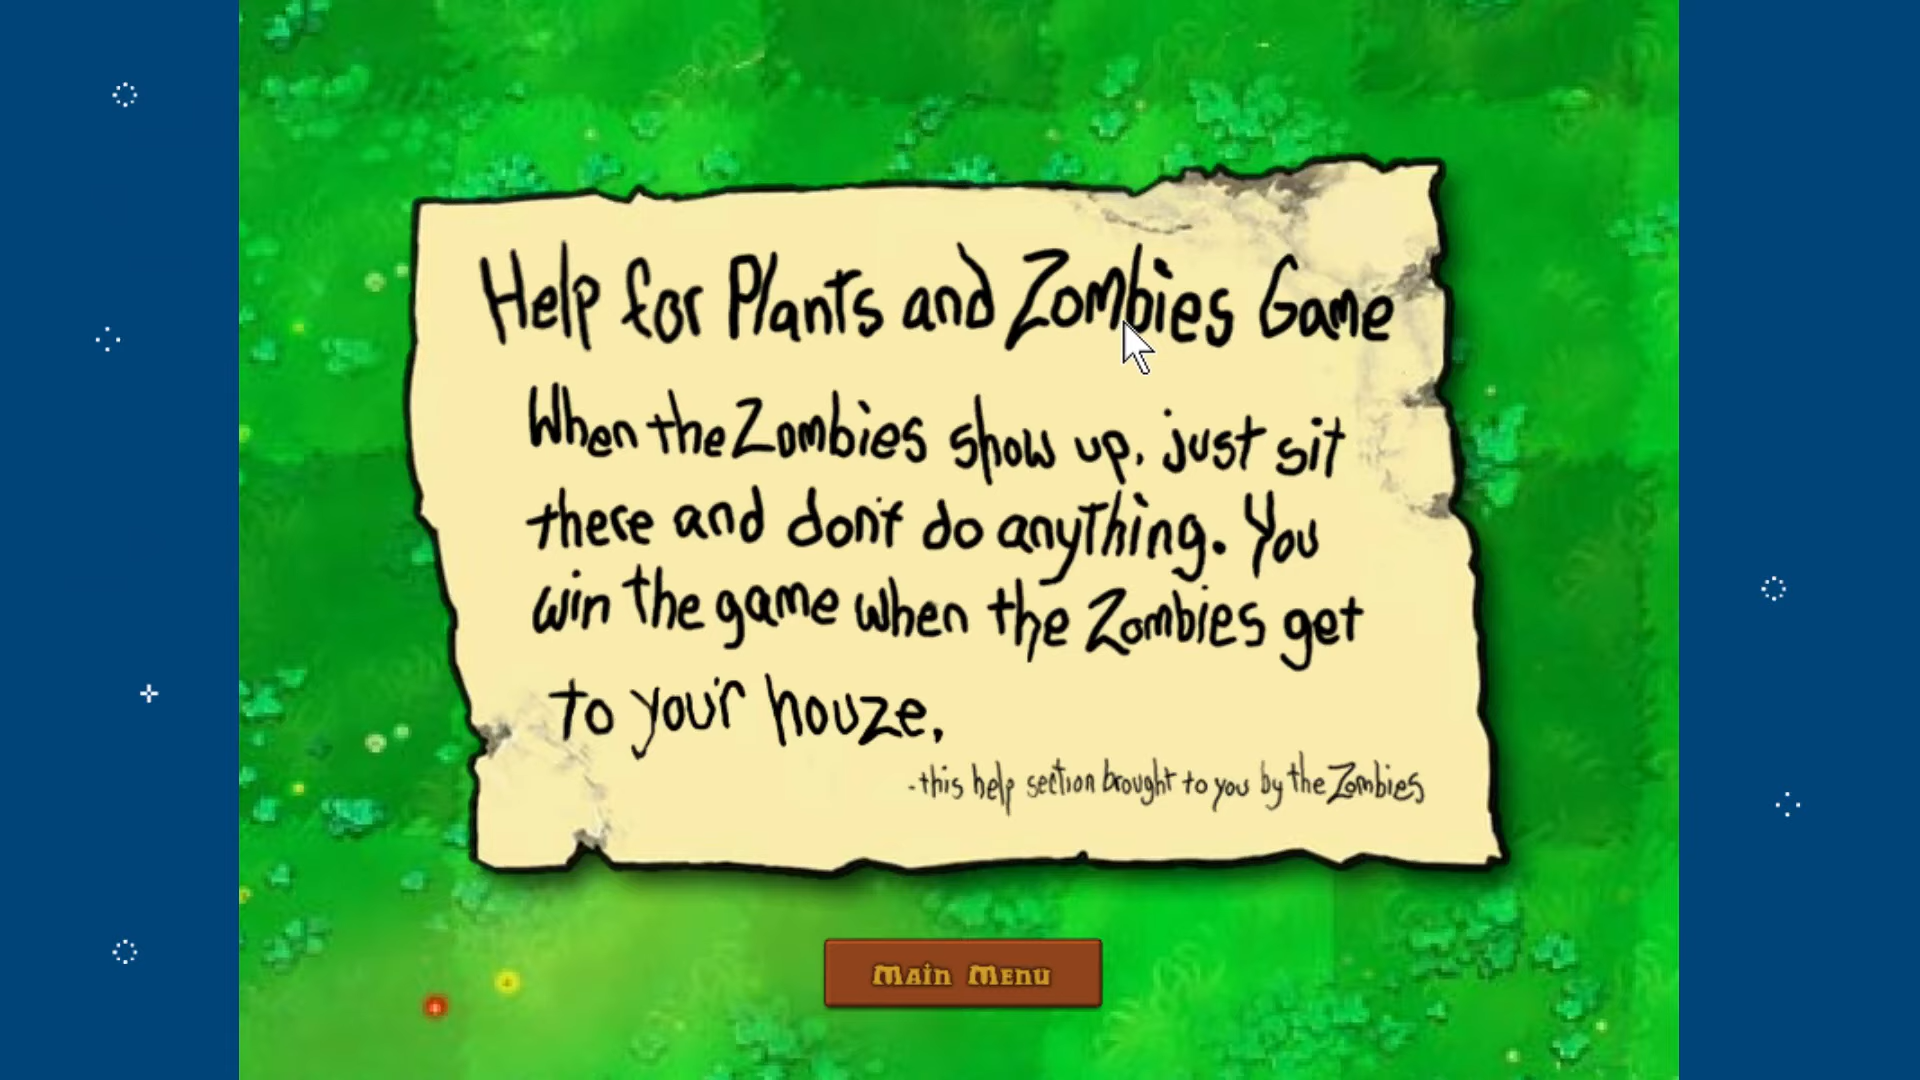 Help for Plants and Zombies Game
When the Zombies show up, just sit
there and don't do anything. You
win the game when the Zombies get
to your houze.
-this help section brought to you by the Zombies
Main Menu